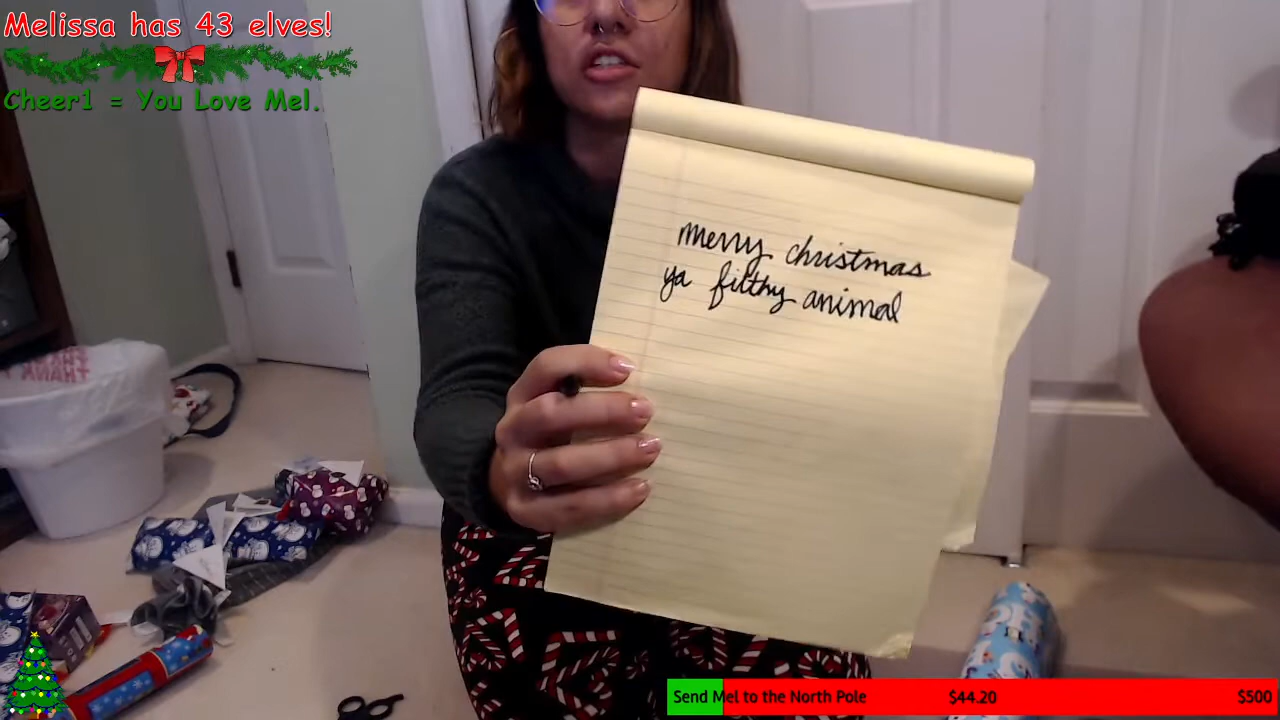 Melissa has 43 elves!
Cheer1 = You Love Mel.
THANK
merry christmas
ya filthy animal
Send Mel to the North Pole $44.20 $500